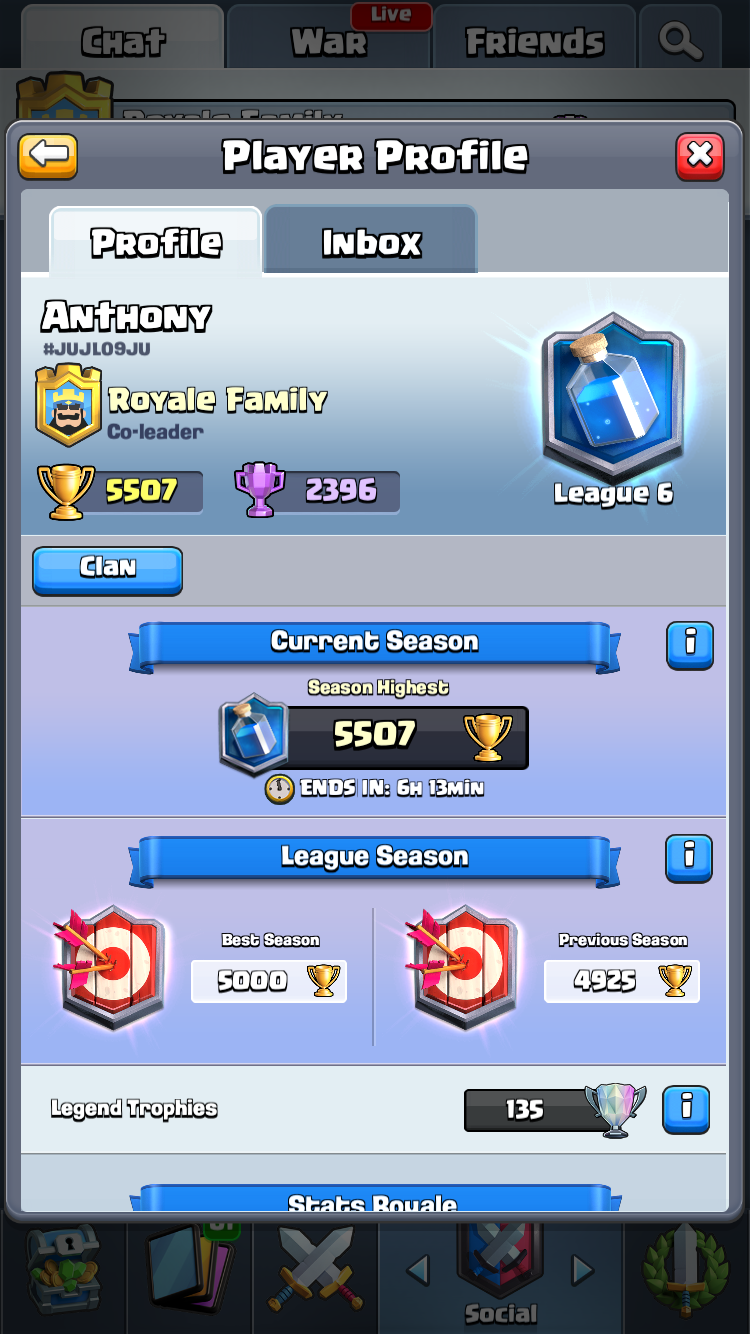 Chat
War
Live
Friends
Royale Family
Player Profile
Profile
Inbox
Anthony
#JUJL09JU
Royale Family
Co-leader
5507
2396
League 6
Clan
Current Season
i
Season Highest
5507
ENDS IN: 6h 13min
League Season
i
Best Season
5000
Previous Season
4925
Legend Trophies
135
i
Stats Royale
Social